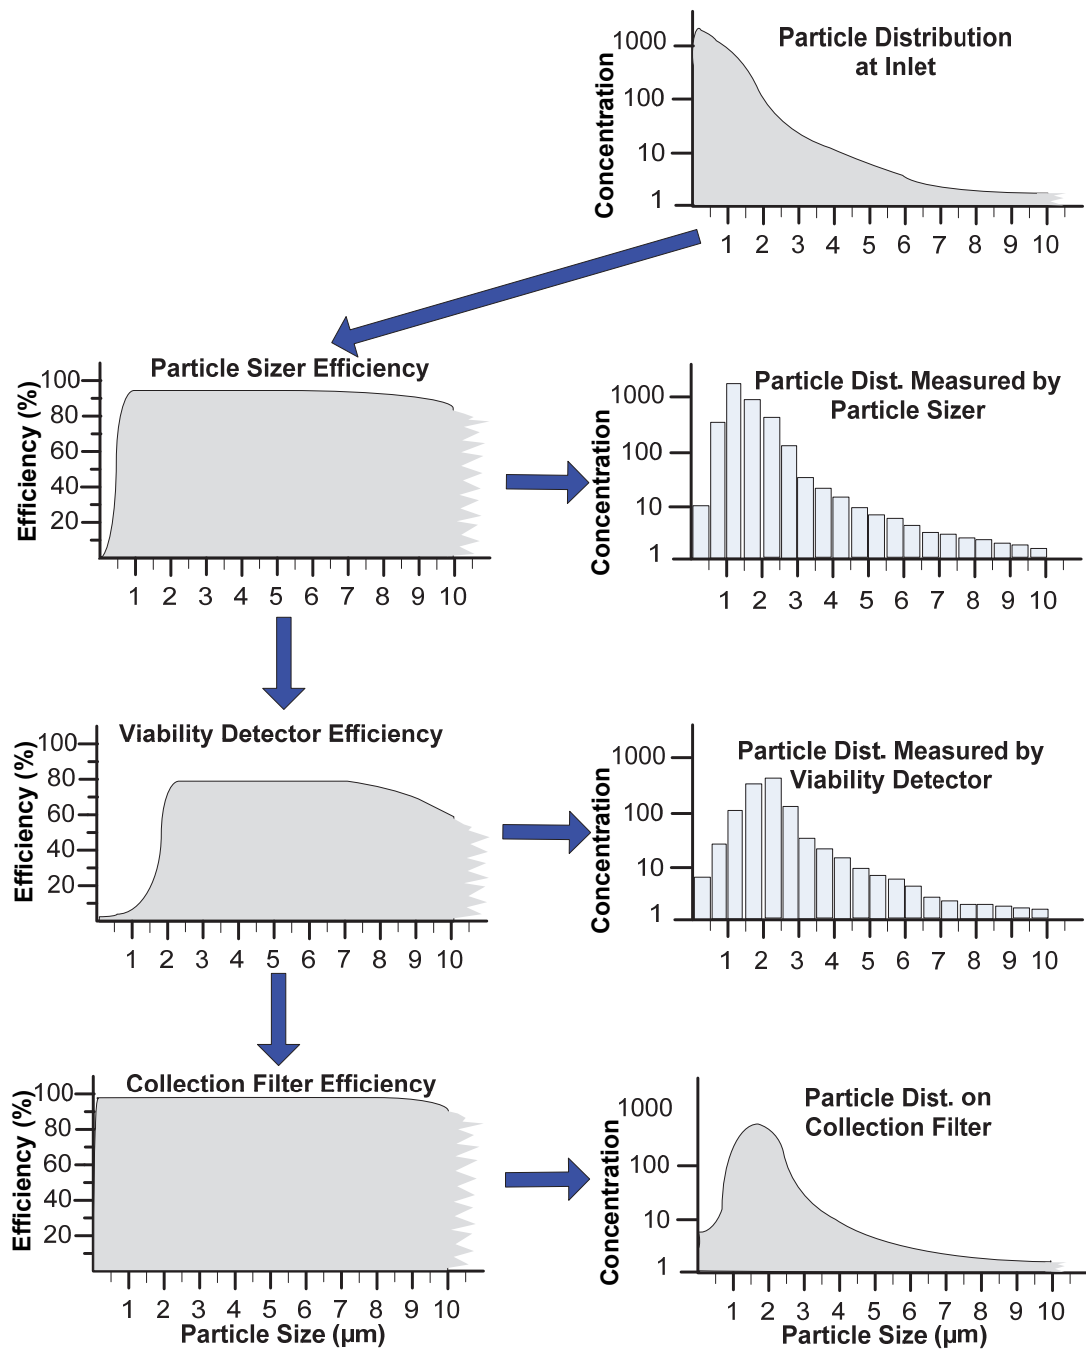 Particle Distribution
at Inlet
Concentration
1000
100
10
1
1 2 3 4 5 6 7 8 9 10
Particle Sizer Efficiency
Efficiency (%)
100
80
60
40
20
1 2 3 4 5 6 7 8 9 10
Particle Dist. Measured by
Particle Sizer
Concentration
1000
100
10
1
1 2 3 4 5 6 7 8 9 10
Viability Detector Efficiency
Efficiency (%)
100
80
60
40
20
1 2 3 4 5 6 7 8 9 10
Particle Dist. Measured by
Viability Detector
Concentration
1000
100
10
1
1 2 3 4 5 6 7 8 9 10
Collection Filter Efficiency
Efficiency (%)
100
80
60
40
20
1 2 3 4 5 6 7 8 9 10
Particle Size (µm)
Particle Dist. on
Collection Filter
Concentration
1000
100
10
1
1 2 3 4 5 6 7 8 9 10
Particle Size (µm)